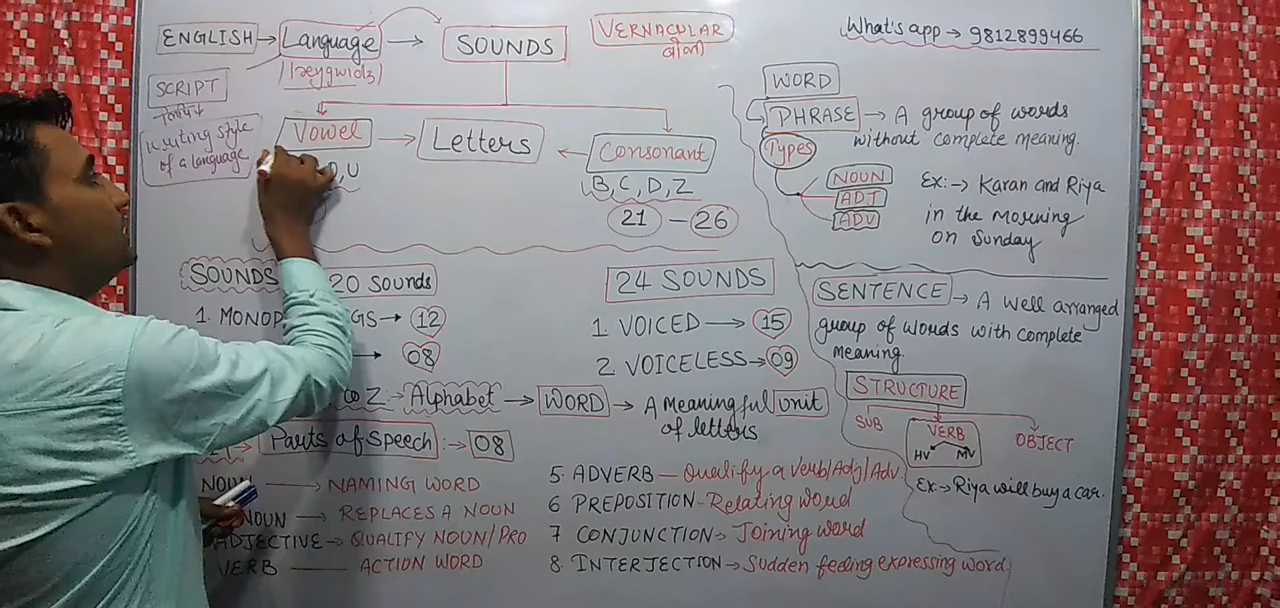 ENGLISH → Language → SOUNDS
VERNACULAR
बोली
What's app → 9812899466
SCRIPT
लिपि
Writing style
of a language
Vowel → Letters ← Consonant
,U
B, C, D, Z
21 — 26
WORD
PHRASE → A group of words
without complete meaning.
Types
NOUN
ADJ
ADV
Ex:→ Karan and Riya
in the Morning
on Sunday
SOUNDS 20 Sounds
1. MONOP GS → 12
→ 08
24 SOUNDS
1. VOICED → 15
2. VOICELESS → 09
SENTENCE → A well arranged
group of words with complete
meaning.
STRUCTURE
SUB VERB OBJECT
HV MV
Ex:→ Riya will buy a car.
to Z :→ Alphabet → WORD → A Meaningful unit
of letters
Parts of Speech :→ 08
NOUN → NAMING WORD
NOUN → REPLACES A NOUN
ADJECTIVE → QUALIFY NOUN/PRO
VERB — ACTION WORD
5. ADVERB — Qualify a Verb/Adj/Adv.
6 PREPOSITION - Relating word
7 CONJUNCTION → Joining word
8. INTERJECTION → Sudden feeling expressing word